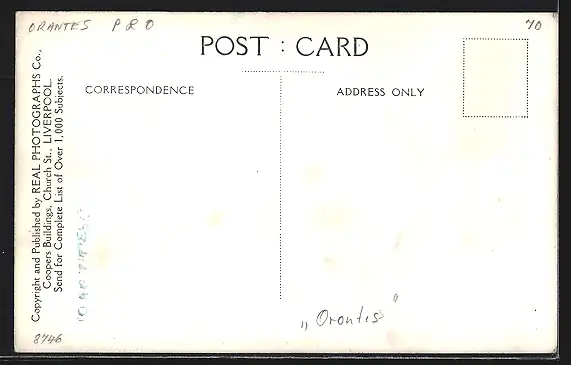 ORANTES P & O
70
POST : CARD
CORRESPONDENCE
ADDRESS ONLY
Copyright and Published by REAL PHOTOGRAPHS Co.,
Coopers Buildings, Church St., LIVERPOOL.
Send for Complete List of Over 1,000 Subjects.
„Orontis"
8746